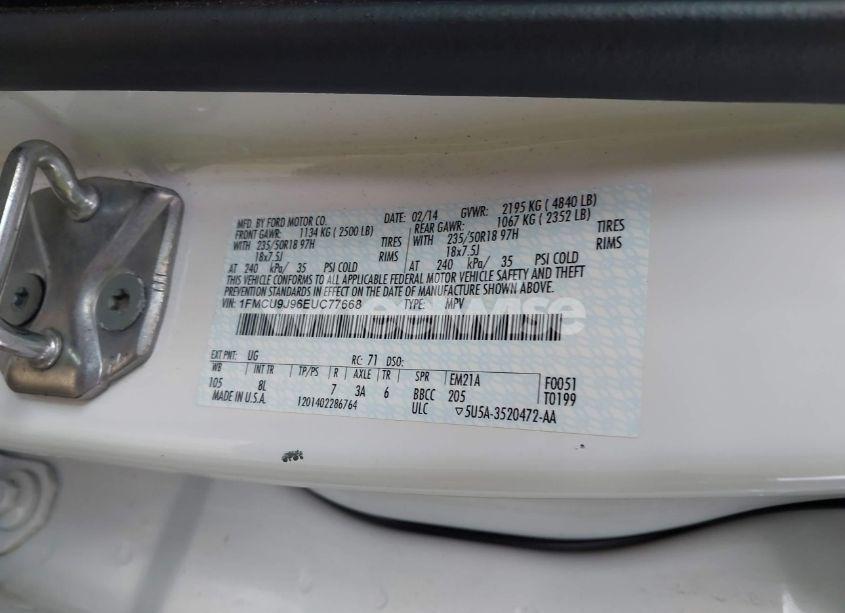 MFD. BY FORD MOTOR CO. DATE: 02/14 GVWR: 2195 KG ( 4840 LB)
FRONT GAWR: 1134 KG ( 2500 LB) REAR GAWR: 1067 KG ( 2352 LB)
WITH 235/50R18 97H TIRES WITH 235/50R18 97H TIRES
18x7.5J RIMS 18x7.5J RIMS
AT 240 kPa/ 35 PSI COLD AT 240 kPa/ 35 PSI COLD
THIS VEHICLE CONFORMS TO ALL APPLICABLE FEDERAL MOTOR VEHICLE SAFETY AND THEFT
PREVENTION STANDARDS IN EFFECT ON THE DATE OF MANUFACTURE SHOWN ABOVE.
VIN: 1FMCU9J96EUC77668 TYPE: MPV
EXT PNT: UG RC: 71 DSO:
WB INT TR TP/PS R AXLE TR SPR EM21A F0051
105 8L 7 3A 6 BBCC 205 T0199
MADE IN U.S.A. 1201402286764 ULC ▽5U5A-3520472-AA